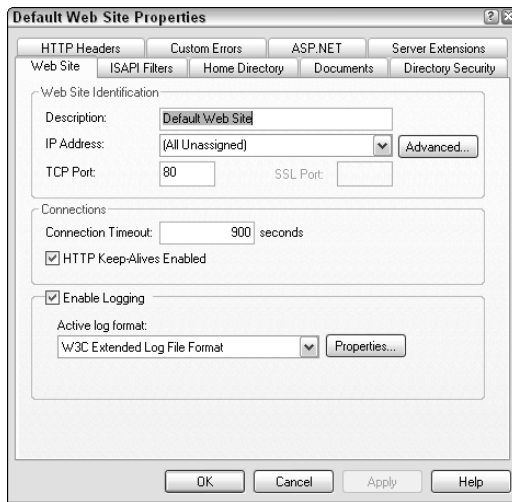 Default Web Site Properties
HTTP Headers Custom Errors ASP.NET Server Extensions
Web Site ISAPI Filters Home Directory Documents Directory Security
Web Site Identification
Description: Default Web Site
IP Address: (All Unassigned) Advanced...
TCP Port: 80 SSL Port:
Connections
Connection Timeout: 900 seconds
HTTP Keep-Alives Enabled
Enable Logging
Active log format:
W3C Extended Log File Format Properties...
OK Cancel Apply Help